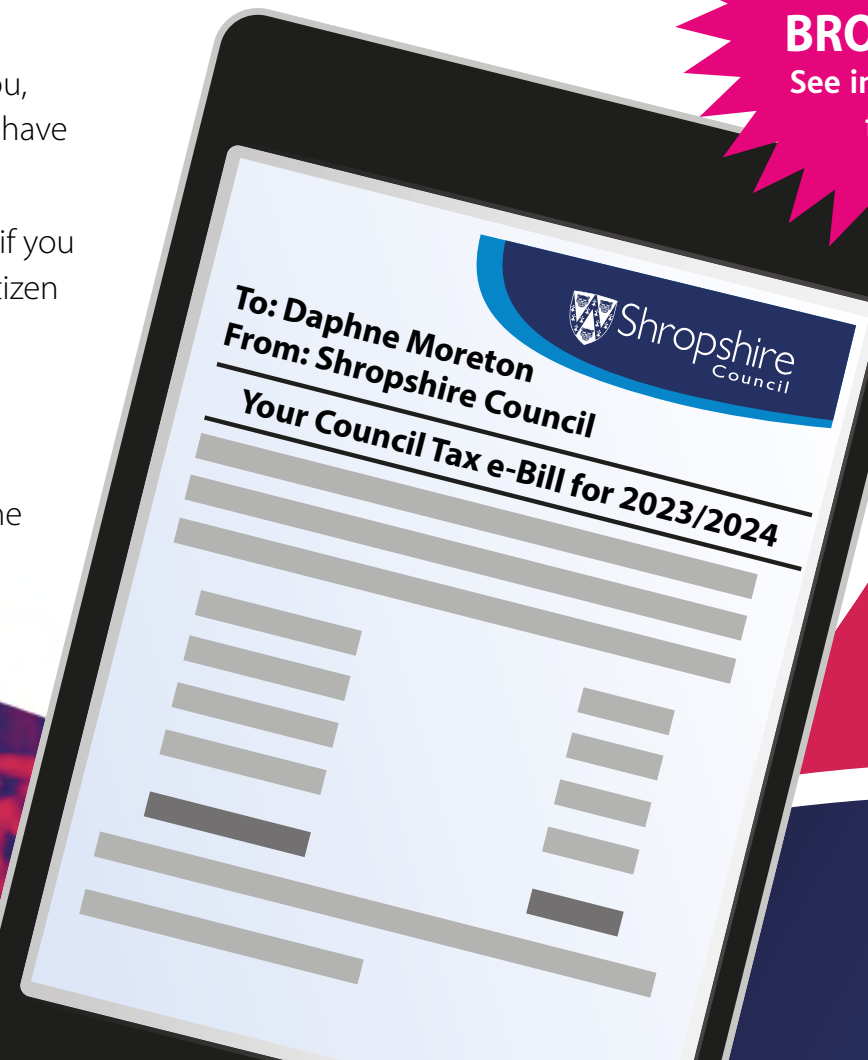 u,
have
if you
tizen
ne
BRO
See in
Shropshire
Council
To: Daphne Moreton
From: Shropshire Council
Your Council Tax e-Bill for 2023/2024